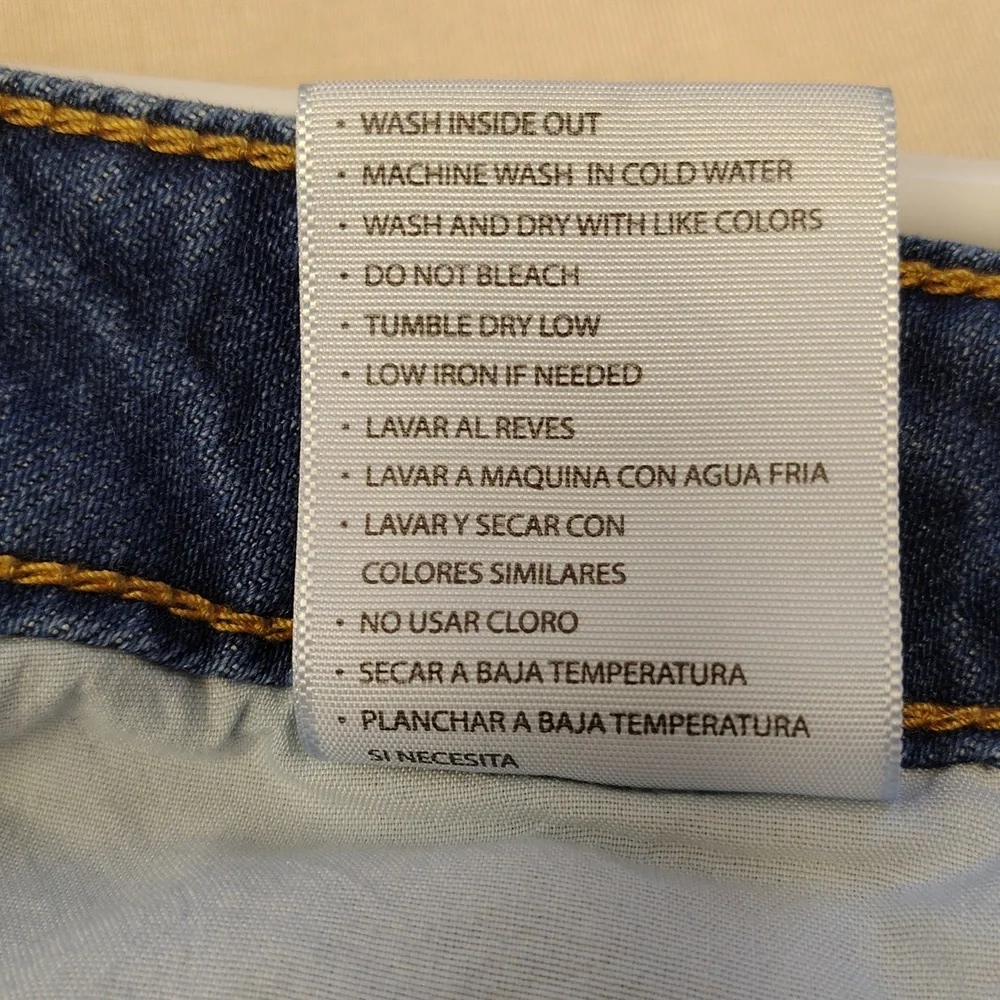 • WASH INSIDE OUT
• MACHINE WASH IN COLD WATER
• WASH AND DRY WITH LIKE COLORS
• DO NOT BLEACH
• TUMBLE DRY LOW
• LOW IRON IF NEEDED
• LAVAR AL REVES
• LAVAR A MAQUINA CON AGUA FRIA
• LAVAR Y SECAR CON
COLORES SIMILARES
• NO USAR CLORO
• SECAR A BAJA TEMPERATURA
• PLANCHAR A BAJA TEMPERATURA
SI NECESITA